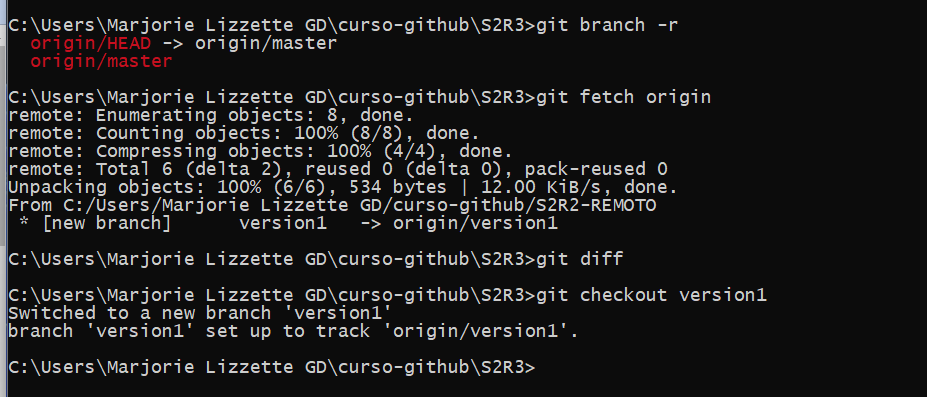 C:\Users\Marjorie Lizzette GD\curso-github\S2R3>git branch -r
  origin/HEAD -> origin/master
  origin/master
C:\Users\Marjorie Lizzette GD\curso-github\S2R3>git fetch origin
remote: Enumerating objects: 8, done.
remote: Counting objects: 100% (8/8), done.
remote: Compressing objects: 100% (4/4), done.
remote: Total 6 (delta 2), reused 0 (delta 0), pack-reused 0
Unpacking objects: 100% (6/6), 534 bytes | 12.00 KiB/s, done.
From C:/Users/Marjorie Lizzette GD/curso-github/S2R2-REMOTO
 * [new branch]      version1   -> origin/version1
C:\Users\Marjorie Lizzette GD\curso-github\S2R3>git diff
C:\Users\Marjorie Lizzette GD\curso-github\S2R3>git checkout version1
Switched to a new branch 'version1'
branch 'version1' set up to track 'origin/version1'.
C:\Users\Marjorie Lizzette GD\curso-github\S2R3>